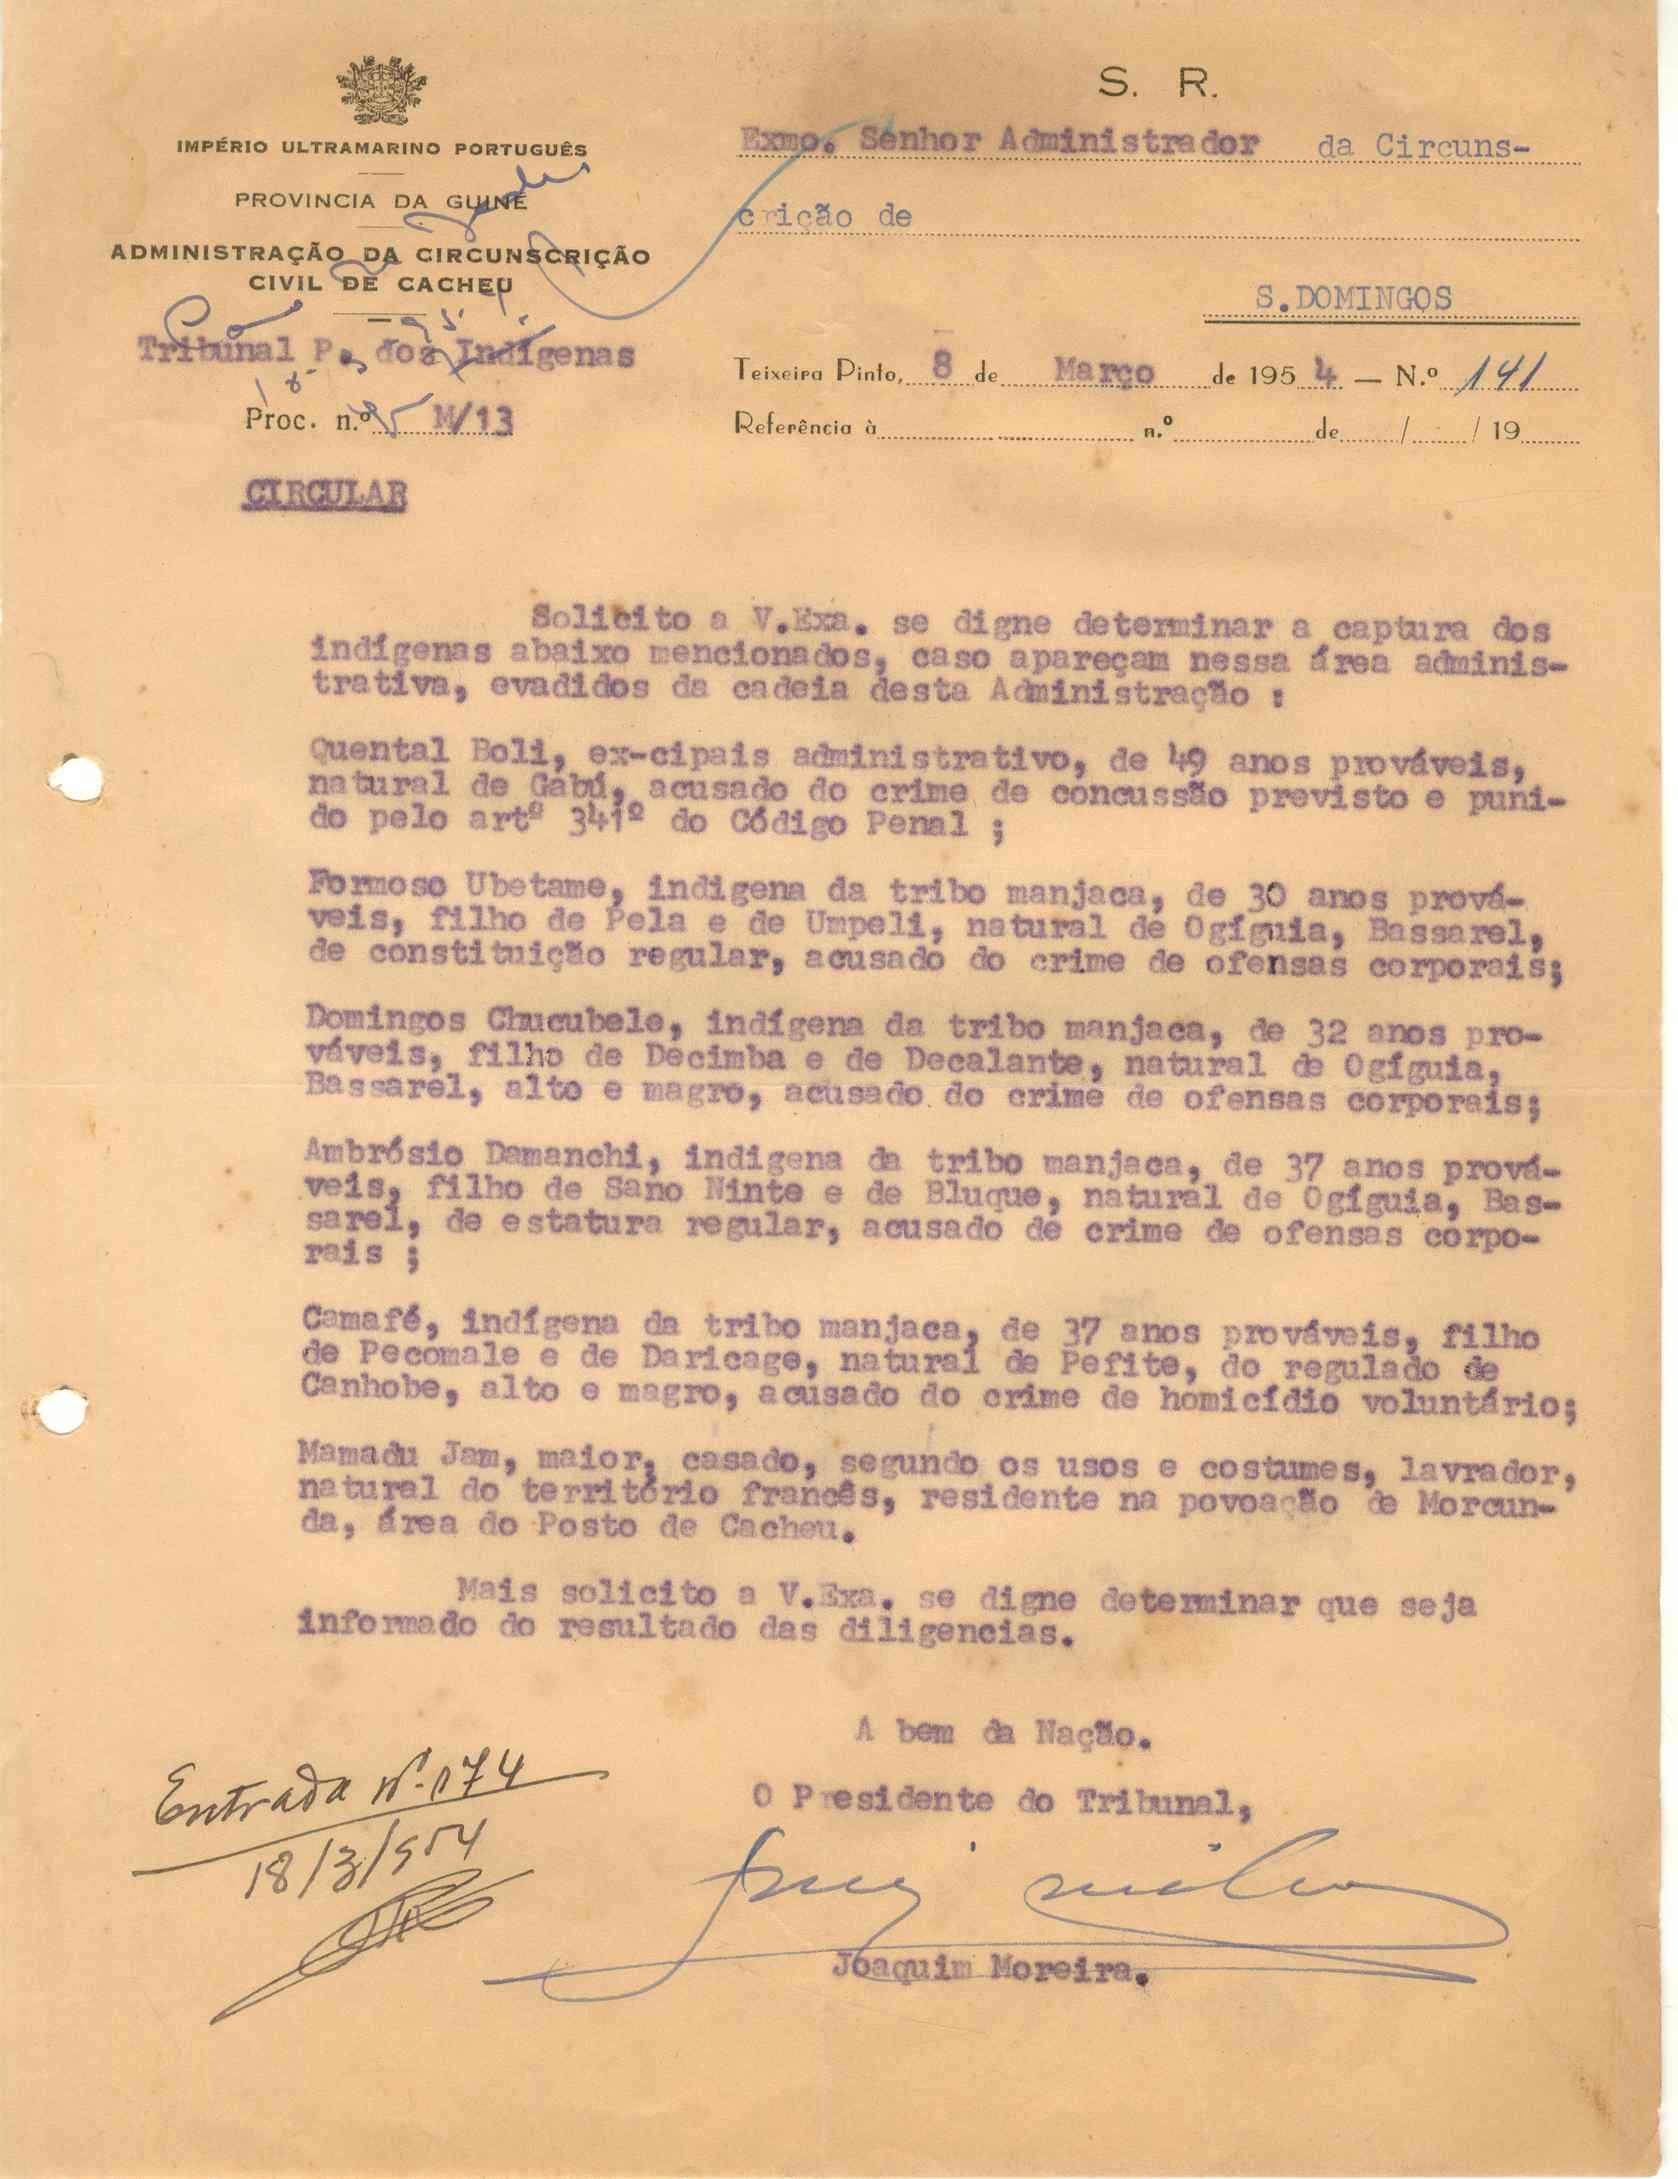 S. R.
IMPÉRIO ULTRAMARINO PORTUGUÊS
PROVINCIA DA GUINÉ
ADMINISTRAÇÃO DA CIRCUNSCRIÇÃO
CIVIL DE CACHEU
Tribunal P. dos Indígenas
Proc. n.º M/13
Exmo. Senhor Administrador da Circuns-
crição de
S.DOMINGOS
Teixeira Pinto, 8 de Março de 1954 — N.º 141
Referência à n.º de / / 19
CIRCULAR
Solicito a V.Exa. se digne determinar a captura dos
indígenas abaixo mencionados, caso apareçam nessa área adminis-
trativa, evadidos da cadeia desta Administração :
Quental Boli, ex-cipais administrativo, de 49 anos prováveis,
natural de Gabú, acusado do crime de concussão previsto e puni-
do pelo artº 341º do Código Penal ;
Formoso Ubetame, indigena da tribo manjaca, de 30 anos prová-
veis, filho de Pela e de Umpeli, natural de Ogíguia, Bassarel,
de constituição regular, acusado do crime de ofensas corporais;
Domingos Chucubele, indígena da tribo manjaca, de 32 anos pro-
váveis, filho de Decimba e de Decalante, natural de Ogíguia,
Bassarel, alto e magro, acusado do crime de ofensas corporais;
Ambrósio Damanchi, indigena da tribo manjaca, de 37 anos prová-
veis, filho de Sano Ninte e de Bluque, natural de Ogíguia, Bas-
sarel, de estatura regular, acusado de crime de ofensas corpo-
rais ;
Camafé, indígena da tribo manjaca, de 37 anos prováveis, filho
de Pecomale e de Daricage, natural de Pefite, do regulado de
Canhobe, alto e magro, acusado do crime de homicídio voluntário;
Mamadu Jam, maior, casado, segundo os usos e costumes, lavrador,
natural do território francês, residente na povoação de Morcun-
da, área do Posto de Cacheu.
Mais solicito a V.Exa. se digne determinar que seja
informado do resultado das diligencias.
A bem da Nação.
O Presidente do Tribunal,
Joaquim Moreira.
Entrada Nº 174
18/3/954